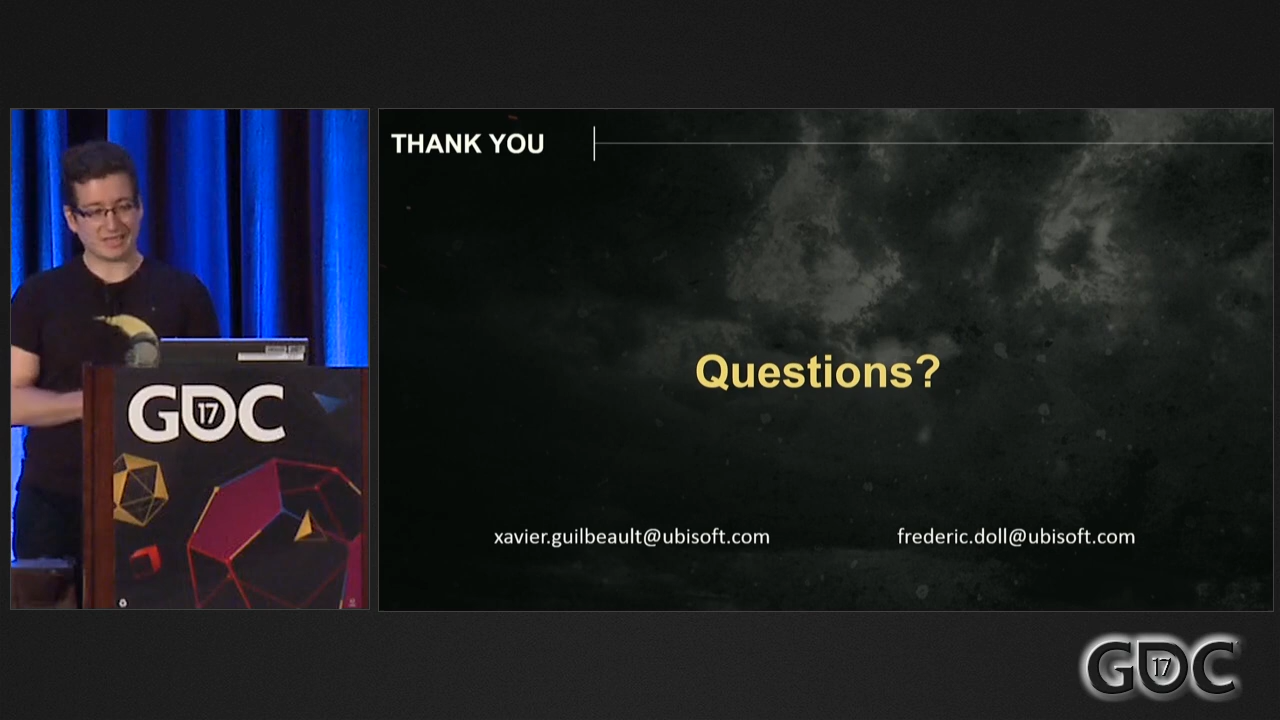 THANK YOU
Questions?
xavier.guilbeault@ubisoft.com
frederic.doll@ubisoft.com
GDC
17
GDC
17